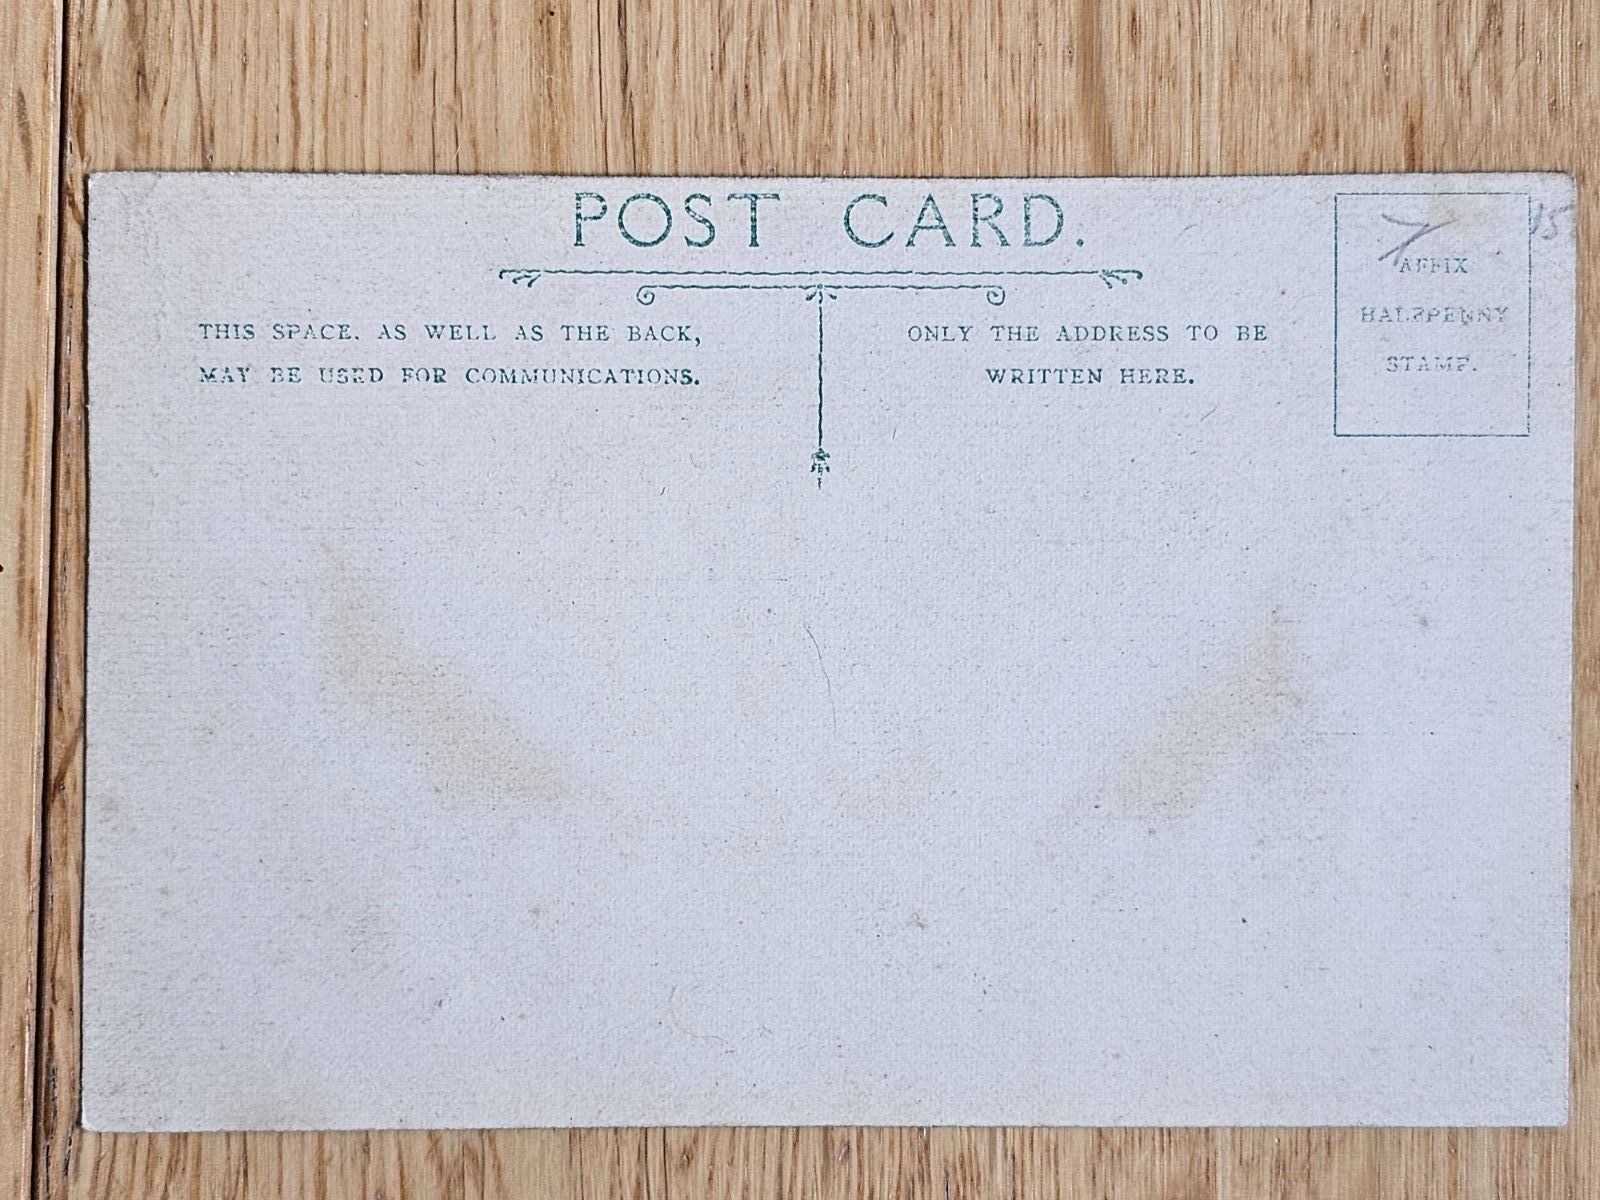 POST CARD.
THIS SPACE, AS WELL AS THE BACK,
MAY BE USED FOR COMMUNICATIONS.
ONLY THE ADDRESS TO BE
WRITTEN HERE.
AFFIX
HALFPENNY
STAMP.